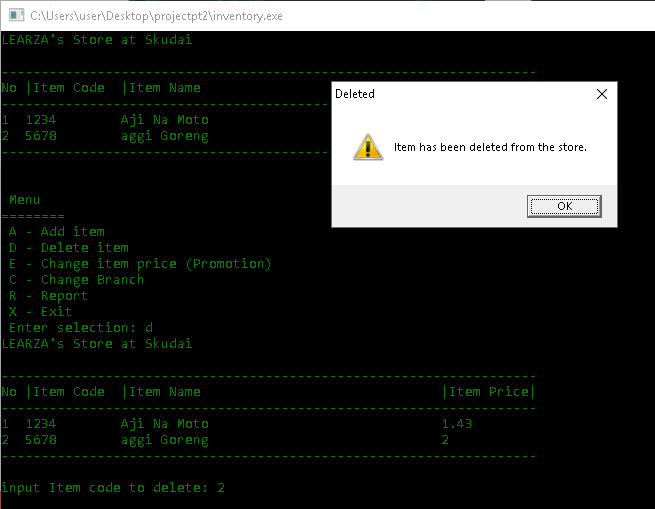 C:\Users\user\Desktop\projectpt2\inventory.exe
LEARZA's Store at Skudai
-------------------------------------------------------------------
No |Item Code  |Item Name
-------------------------------------------------------------------
1  1234        Aji Na Moto
2  5678        aggi Goreng
-------------------------------------------------------------------
Deleted
Item has been deleted from the store.
OK
Menu
========
A - Add item
D - Delete item
E - Change item price (Promotion)
C - Change Branch
R - Report
X - Exit
Enter selection: d
LEARZA's Store at Skudai
-------------------------------------------------------------------
No |Item Code  |Item Name                              |Item Price|
-------------------------------------------------------------------
1  1234        Aji Na Moto                             1.43
2  5678        aggi Goreng                             2
-------------------------------------------------------------------
input Item code to delete: 2